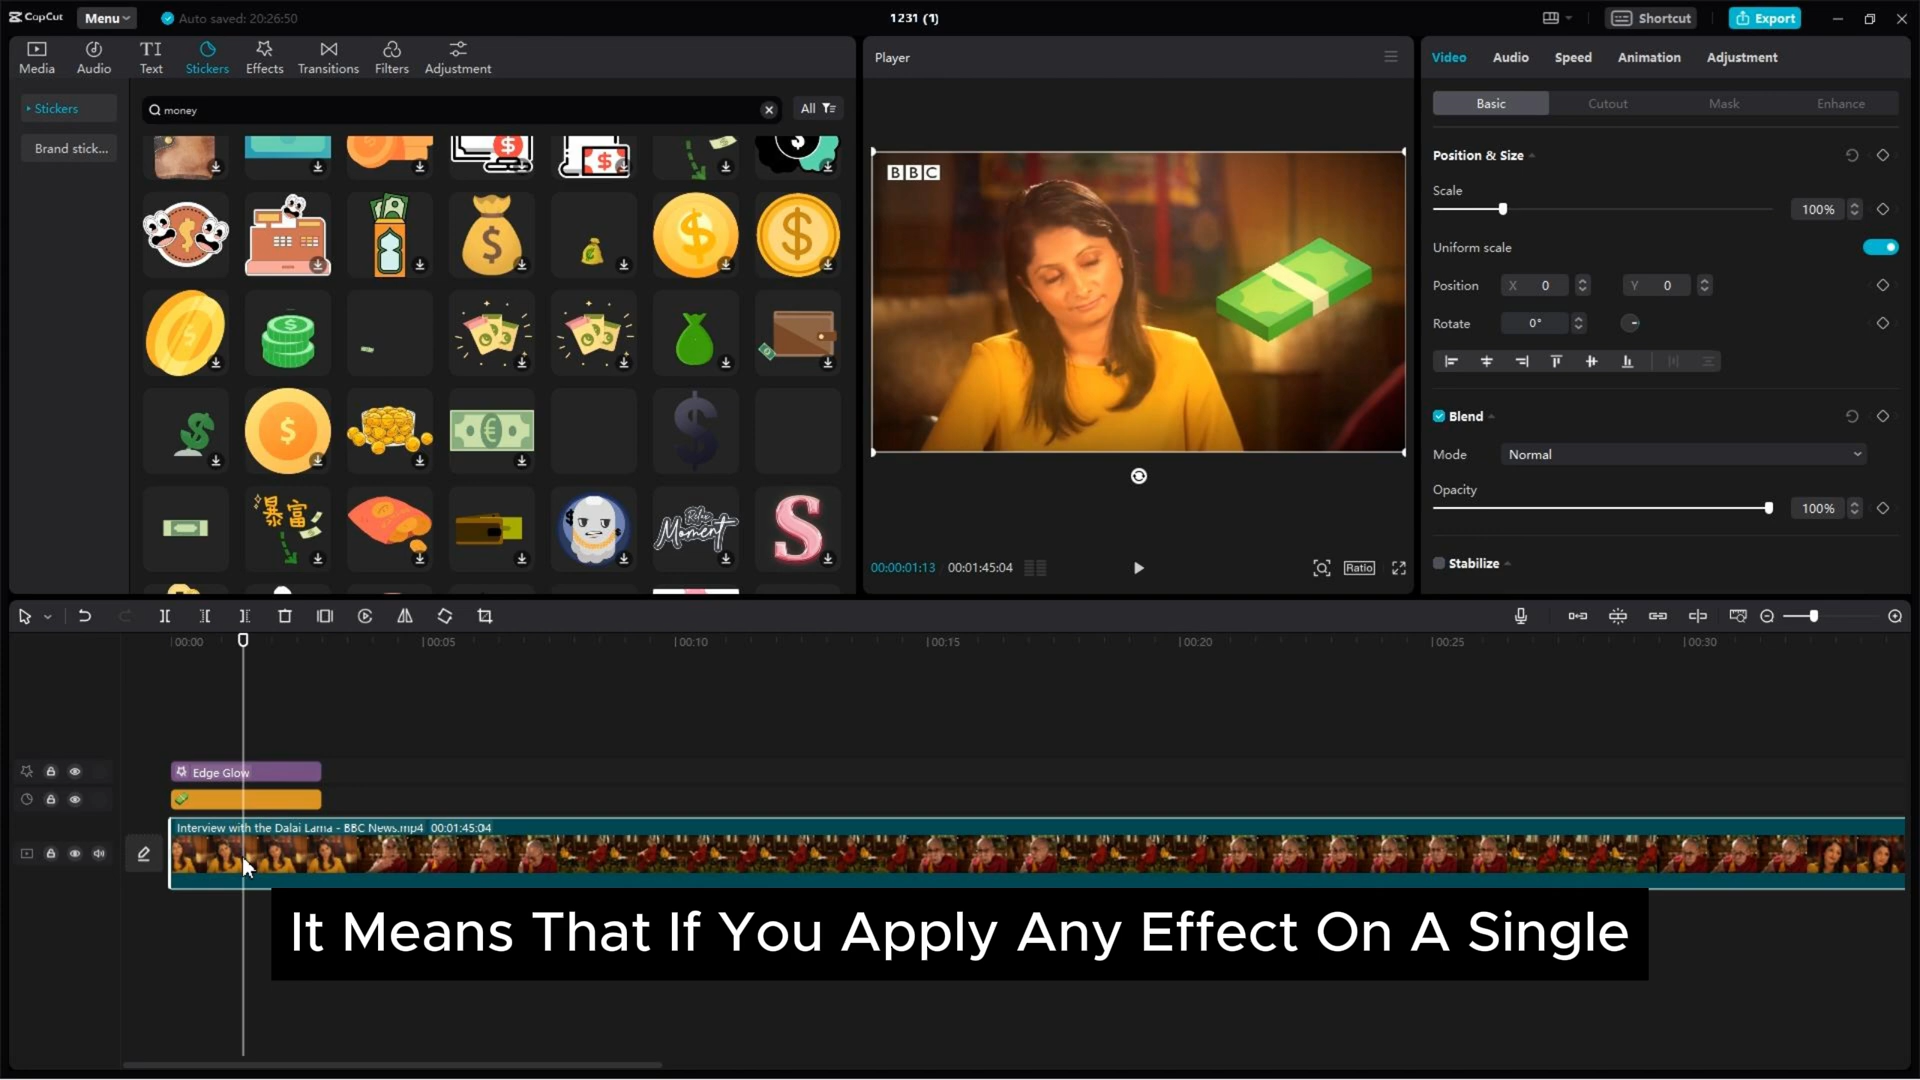 CapCut
Menu
Auto saved: 20:26:50
1231 (1)
Shortcut
Export
Media
Audio
TI
Text
Stickers
Effects
Transitions
Filters
Adjustment
Player
Video
Audio
Speed
Animation
Adjustment
Stickers
Brand stick...
money
All
Basic
Cutout
Mask
Enhance
BBC
Position & Size
Scale
100%
Uniform scale
Position
X 0
Y 0
Rotate
0°
Blend
Mode
Normal
Opacity
100%
Stabilize
暴富
Moment
S
00:00:01:13
00:01:45:04
Ratio
00:00
00:05
00:10
00:15
00:20
00:25
00:30
Edge Glow
Interview with the Dalai Lama - BBC News.mp4 00:01:45:04
It Means That If You Apply Any Effect On A Single